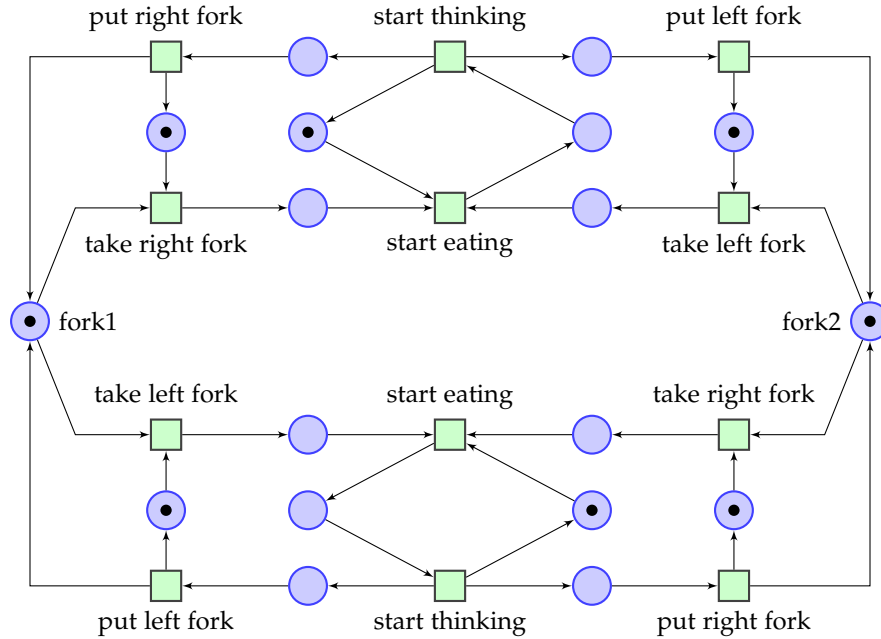 put right fork
start thinking
put left fork
take right fork
start eating
take left fork
fork1
fork2
take left fork
start eating
take right fork
put left fork
start thinking
put right fork